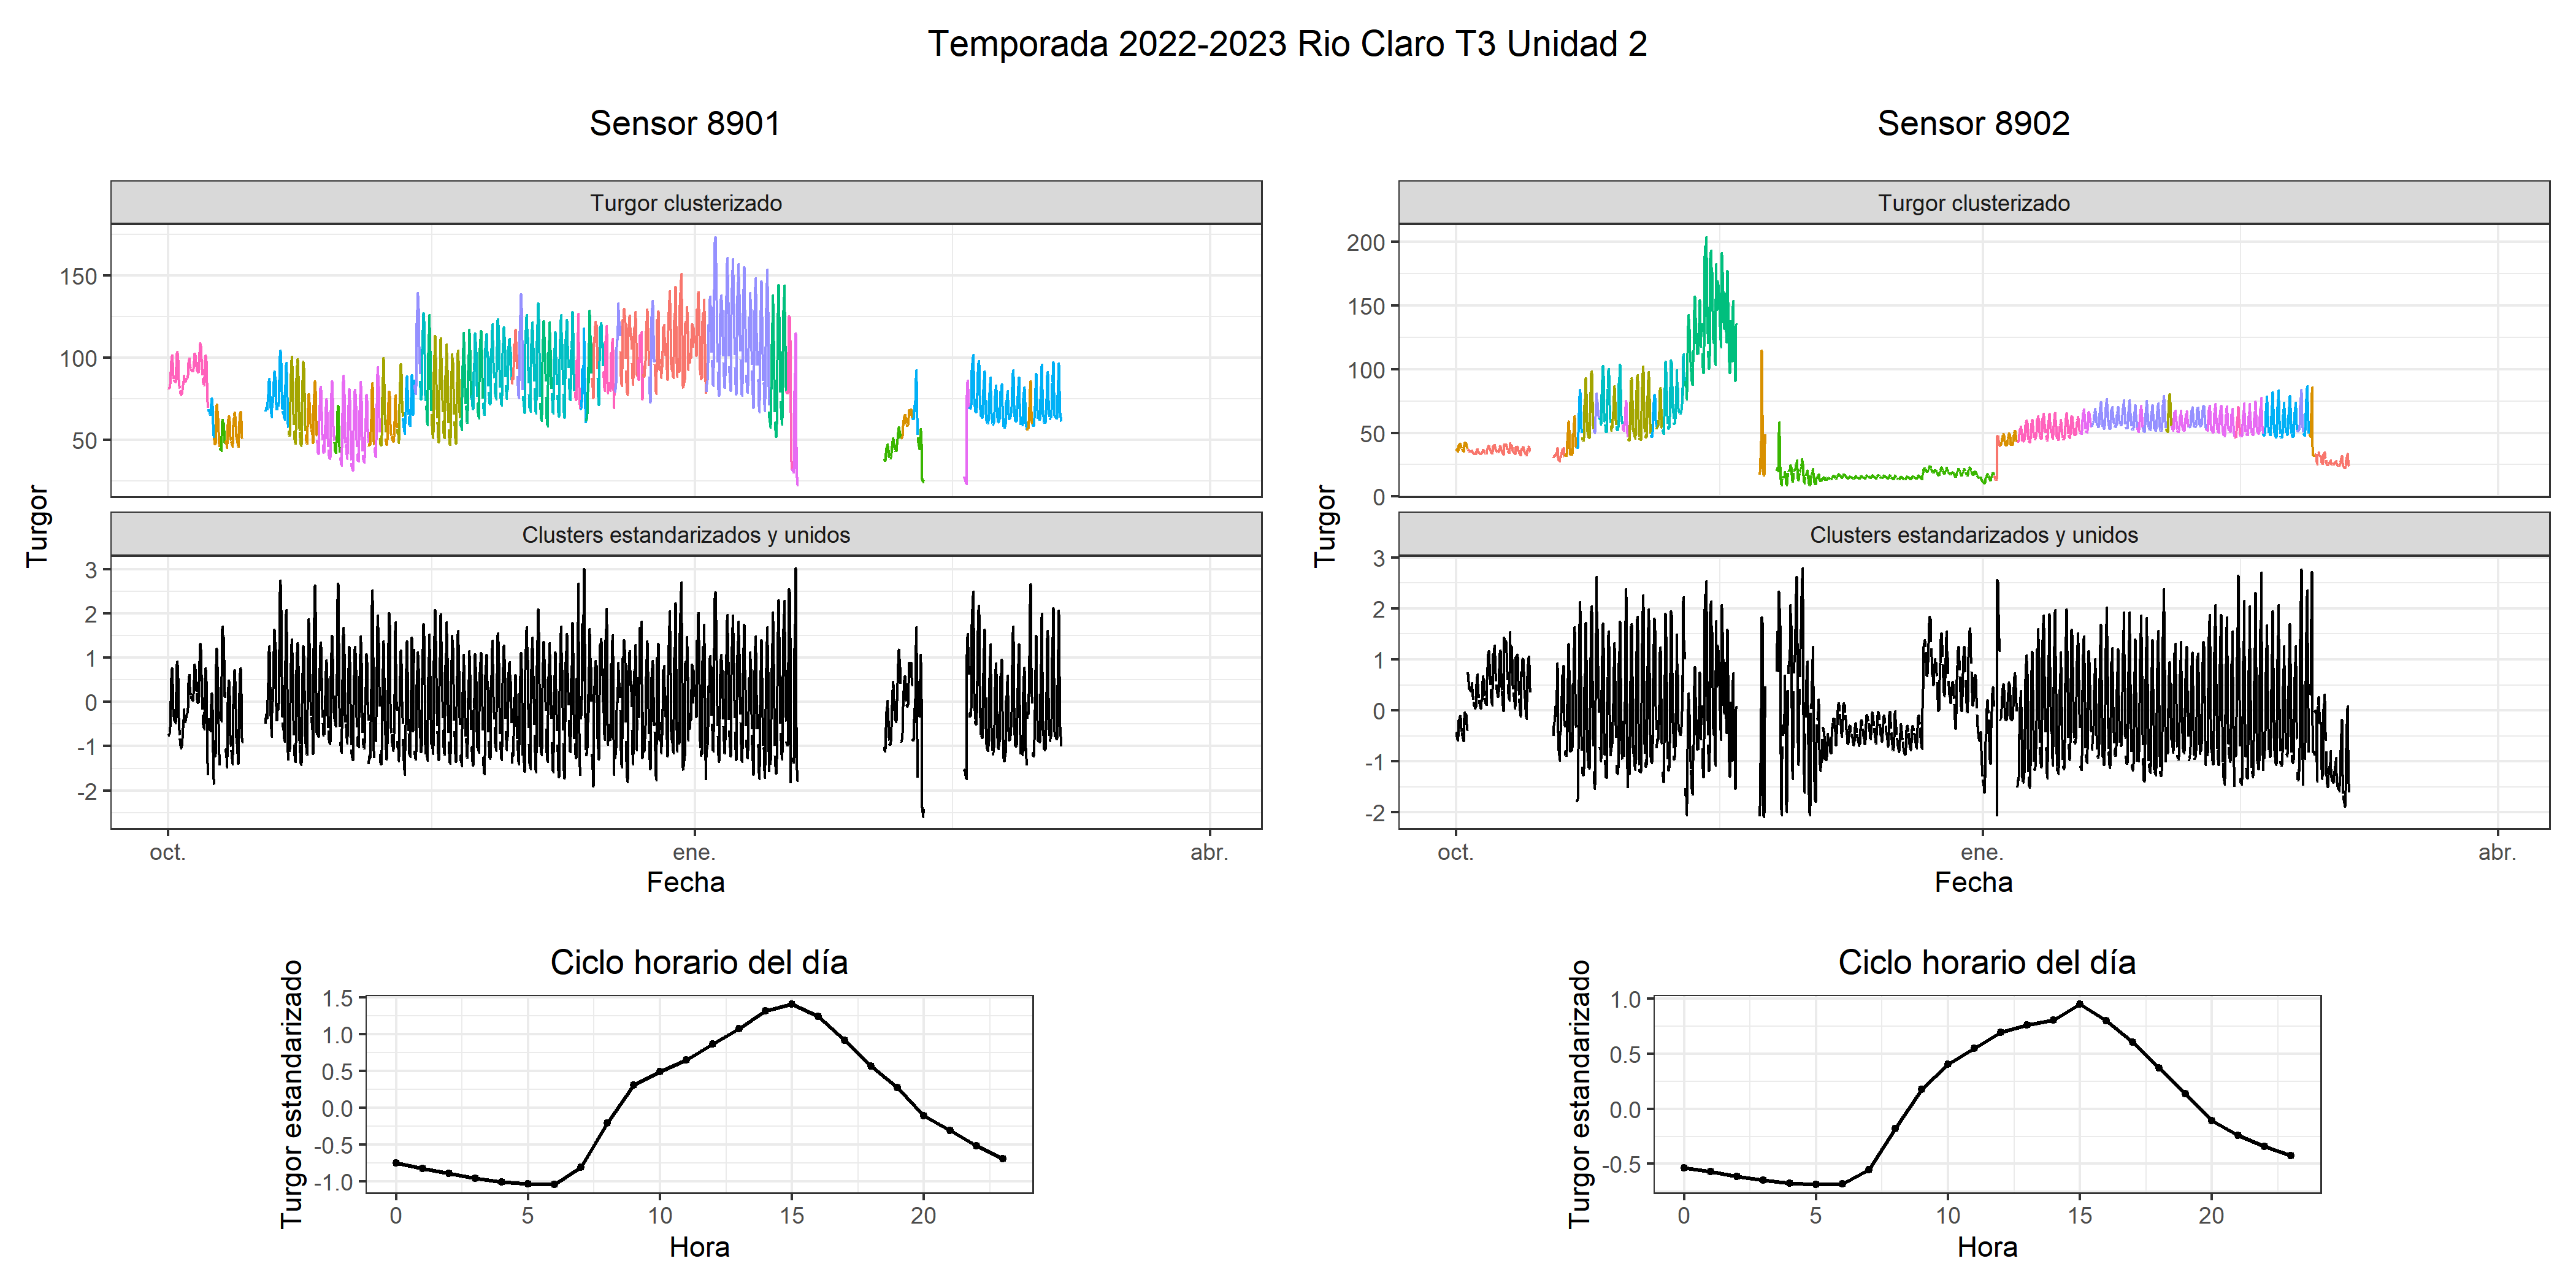 Temporada 2022-2023 Rio Claro T3 Unidad 2
Sensor 8901
Turgor clusterizado
150
100
50
Turgor
Clusters estandarizados y unidos
3
2
1
0
-1
-2
oct.
ene.
abr.
Fecha
Ciclo horario del día
Turgor estandarizado
1.5
1.0
0.5
0.0
-0.5
-1.0
0
5
10
15
20
Hora
Sensor 8902
Turgor clusterizado
200
150
100
50
0
Turgor
Clusters estandarizados y unidos
3
2
1
0
-1
-2
oct.
ene.
abr.
Fecha
Ciclo horario del día
Turgor estandarizado
1.0
0.5
0.0
-0.5
0
5
10
15
20
Hora